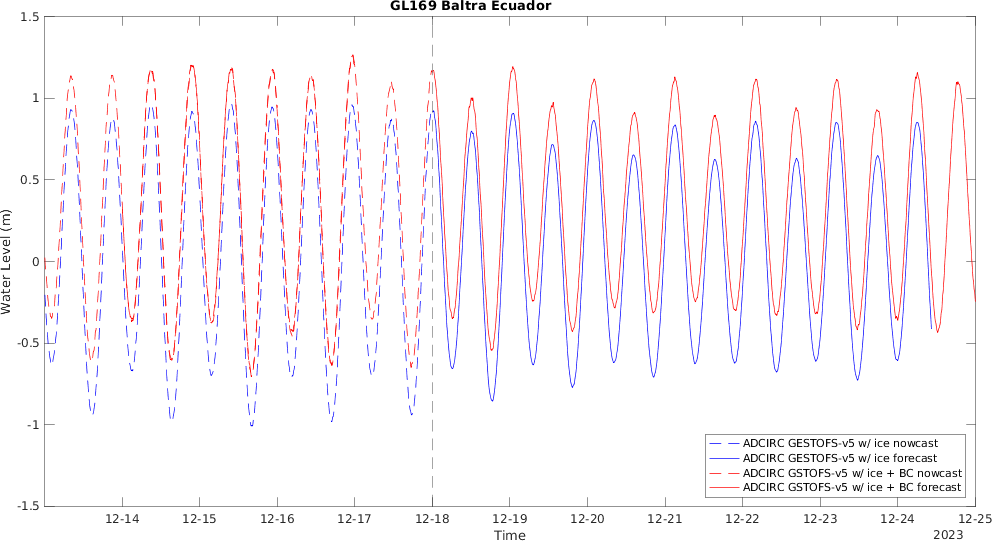 GL169 Baltra Ecuador
1.5
1
0.5
0
-0.5
-1
-1.5
Water Level (m)
ADCIRC GESTOFS-v5 w/ ice nowcast
ADCIRC GESTOFS-v5 w/ ice forecast
ADCIRC GSTOFS-v5 w/ ice + BC nowcast
ADCIRC GSTOFS-v5 w/ ice + BC forecast
12-14 12-15 12-16 12-17 12-18 12-19 12-20 12-21 12-22 12-23 12-24 12-25
Time
2023